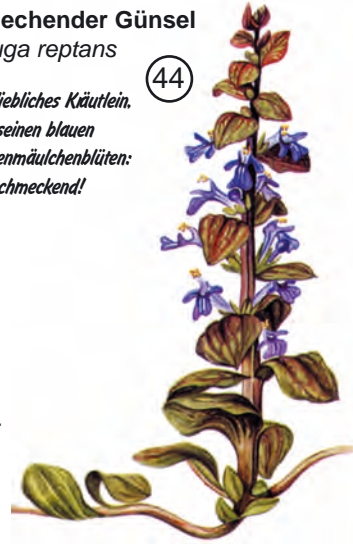 echender Günsel
uga reptans
44
iebliches Kräutlein,
seinen blauen
enmäulchenblüten:
chmeckend!